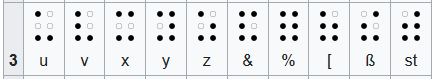 ⠥ ⠧ ⠭ ⠽ ⠵ ⠯ ⠿ ⠷ ⠮ ⠾
3 u v x y z & % [ ß st